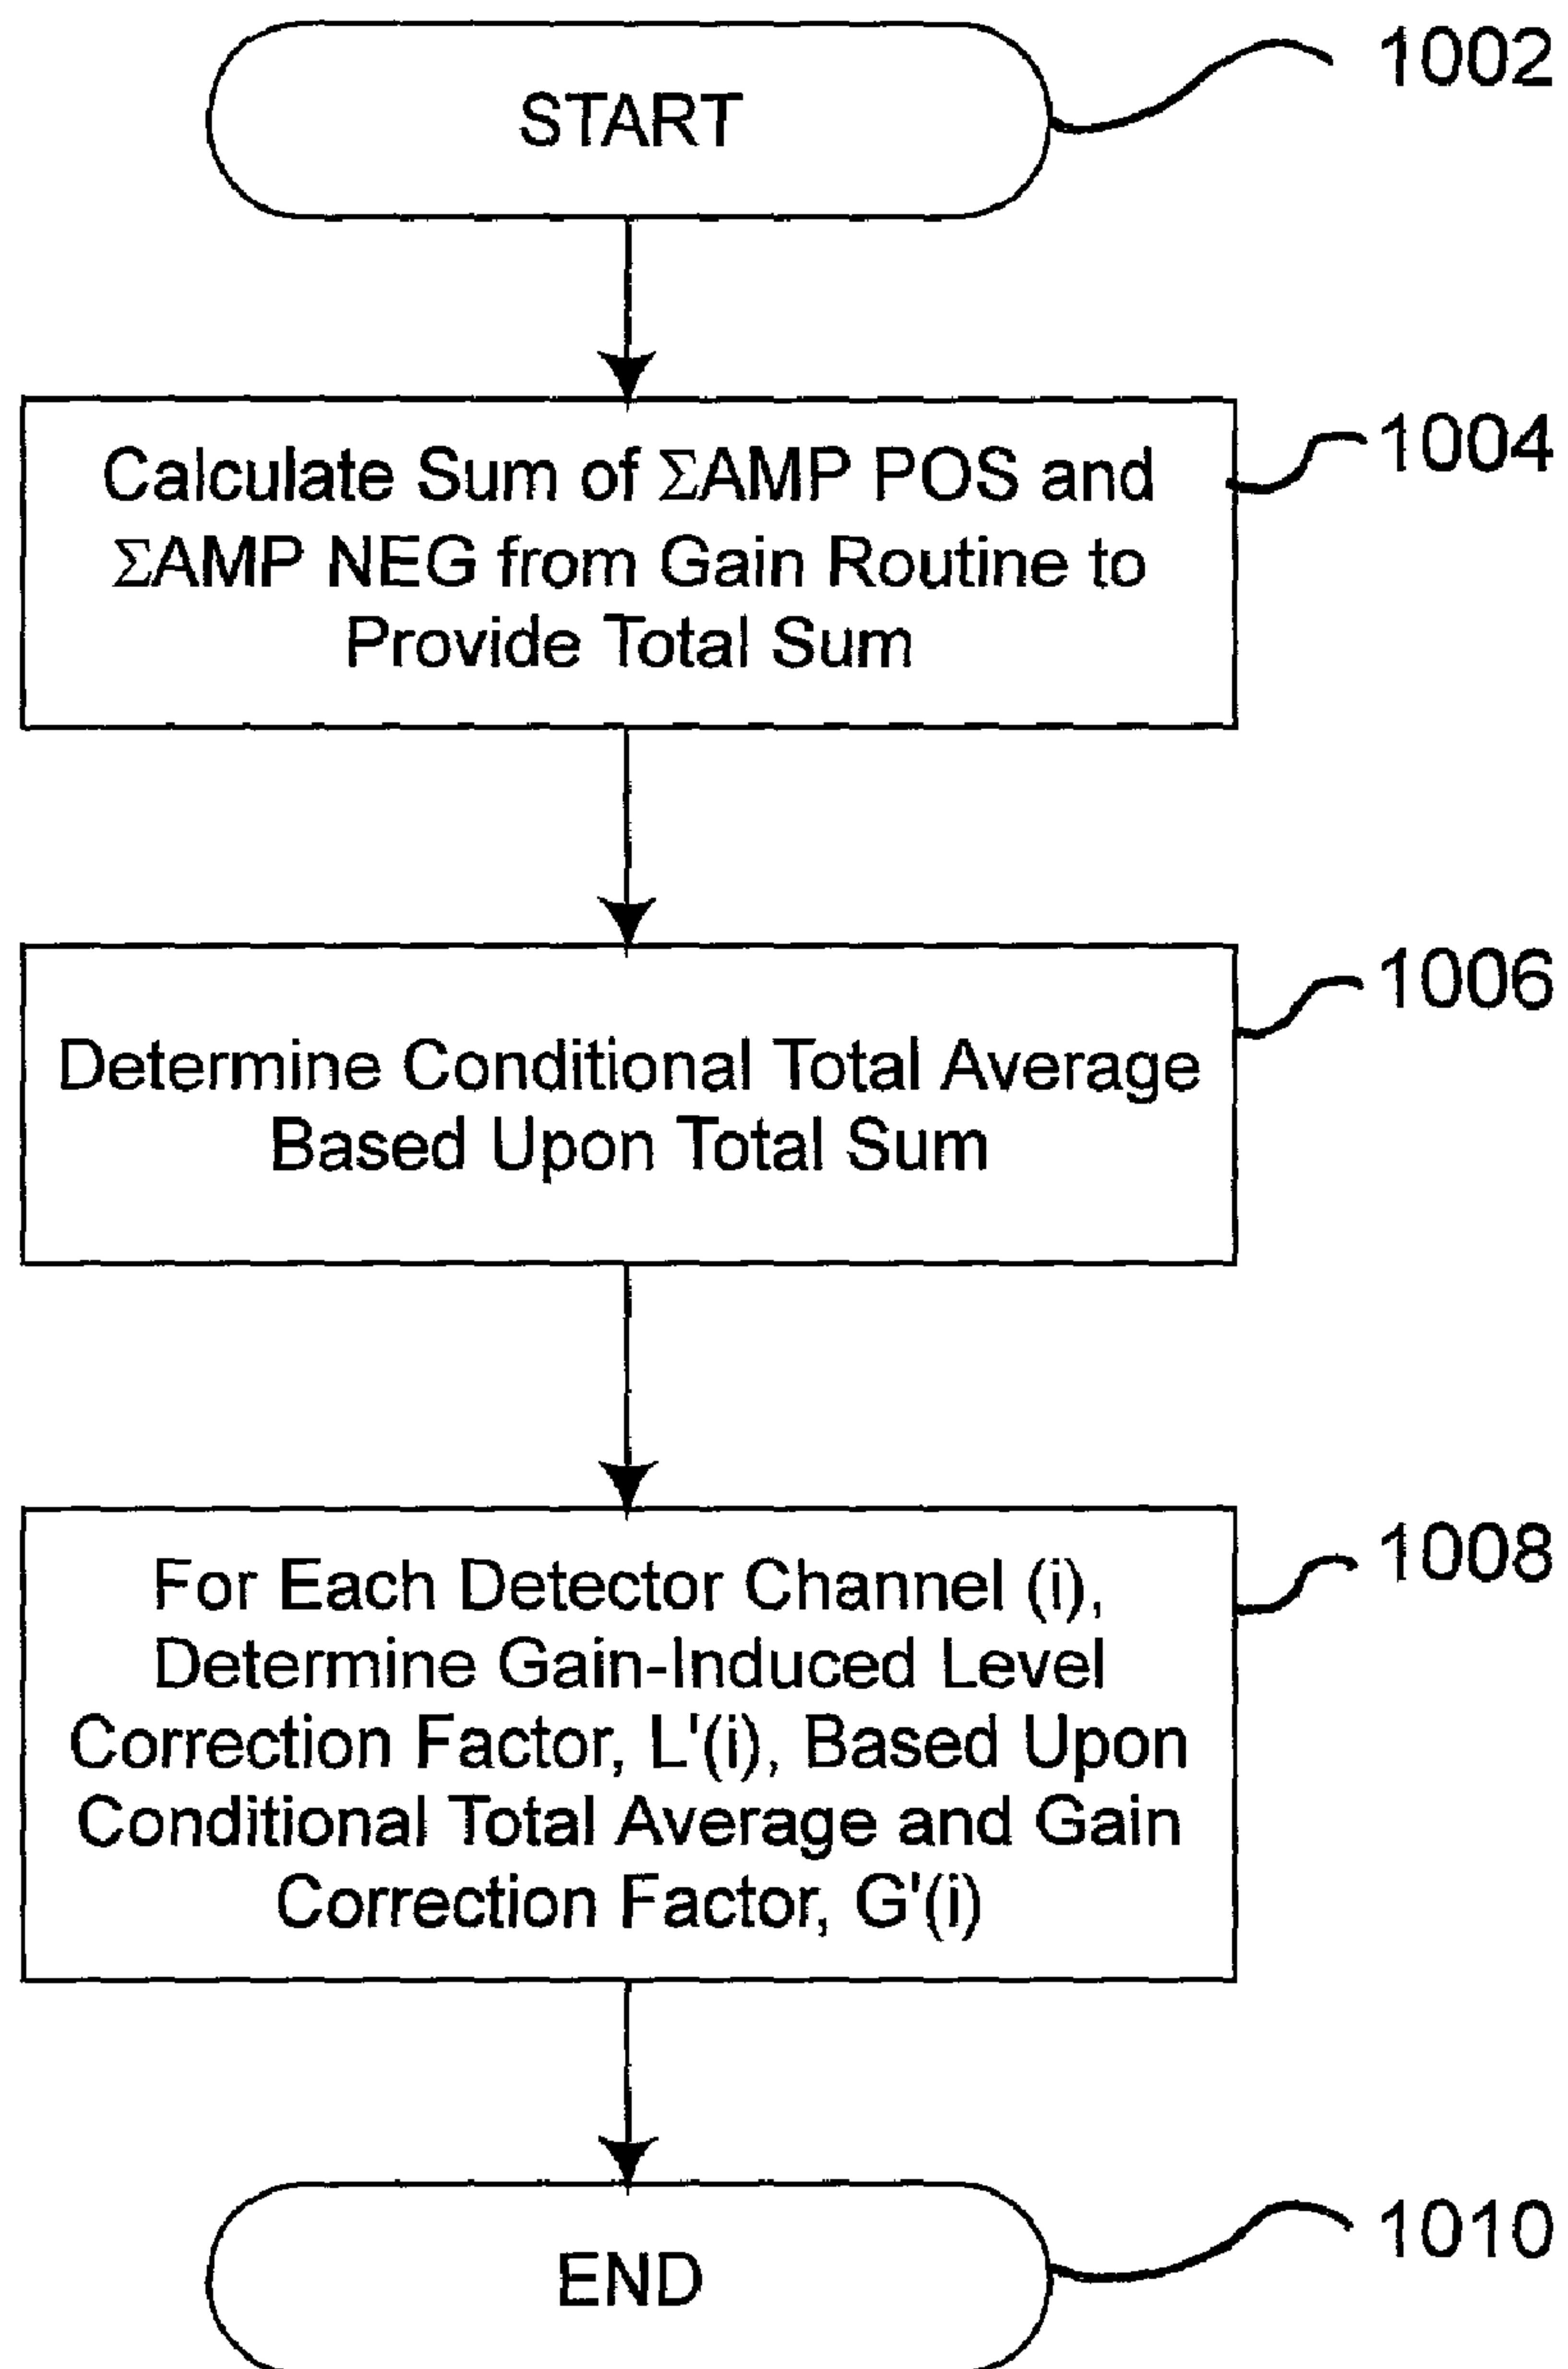 1002
START
1004
Calculate Sum of ΣAMP POS and
ΣAMP NEG from Gain Routine to
Provide Total Sum
1006
Determine Conditional Total Average
Based Upon Total Sum
1008
For Each Detector Channel (i),
Determine Gain-Induced Level
Correction Factor, L'(i), Based Upon
Conditional Total Average and Gain
Correction Factor, G'(i)
1010
END